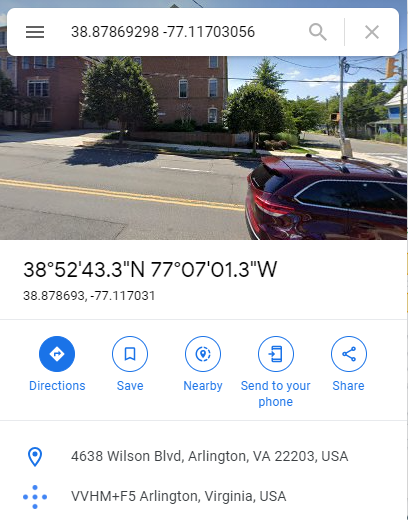 38.87869298 -77.11703056
38°52'43.3"N 77°07'01.3"W
38.878693, -77.117031
Directions
Save
Nearby
Send to your
phone
Share
4638 Wilson Blvd, Arlington, VA 22203, USA
VVHM+F5 Arlington, Virginia, USA